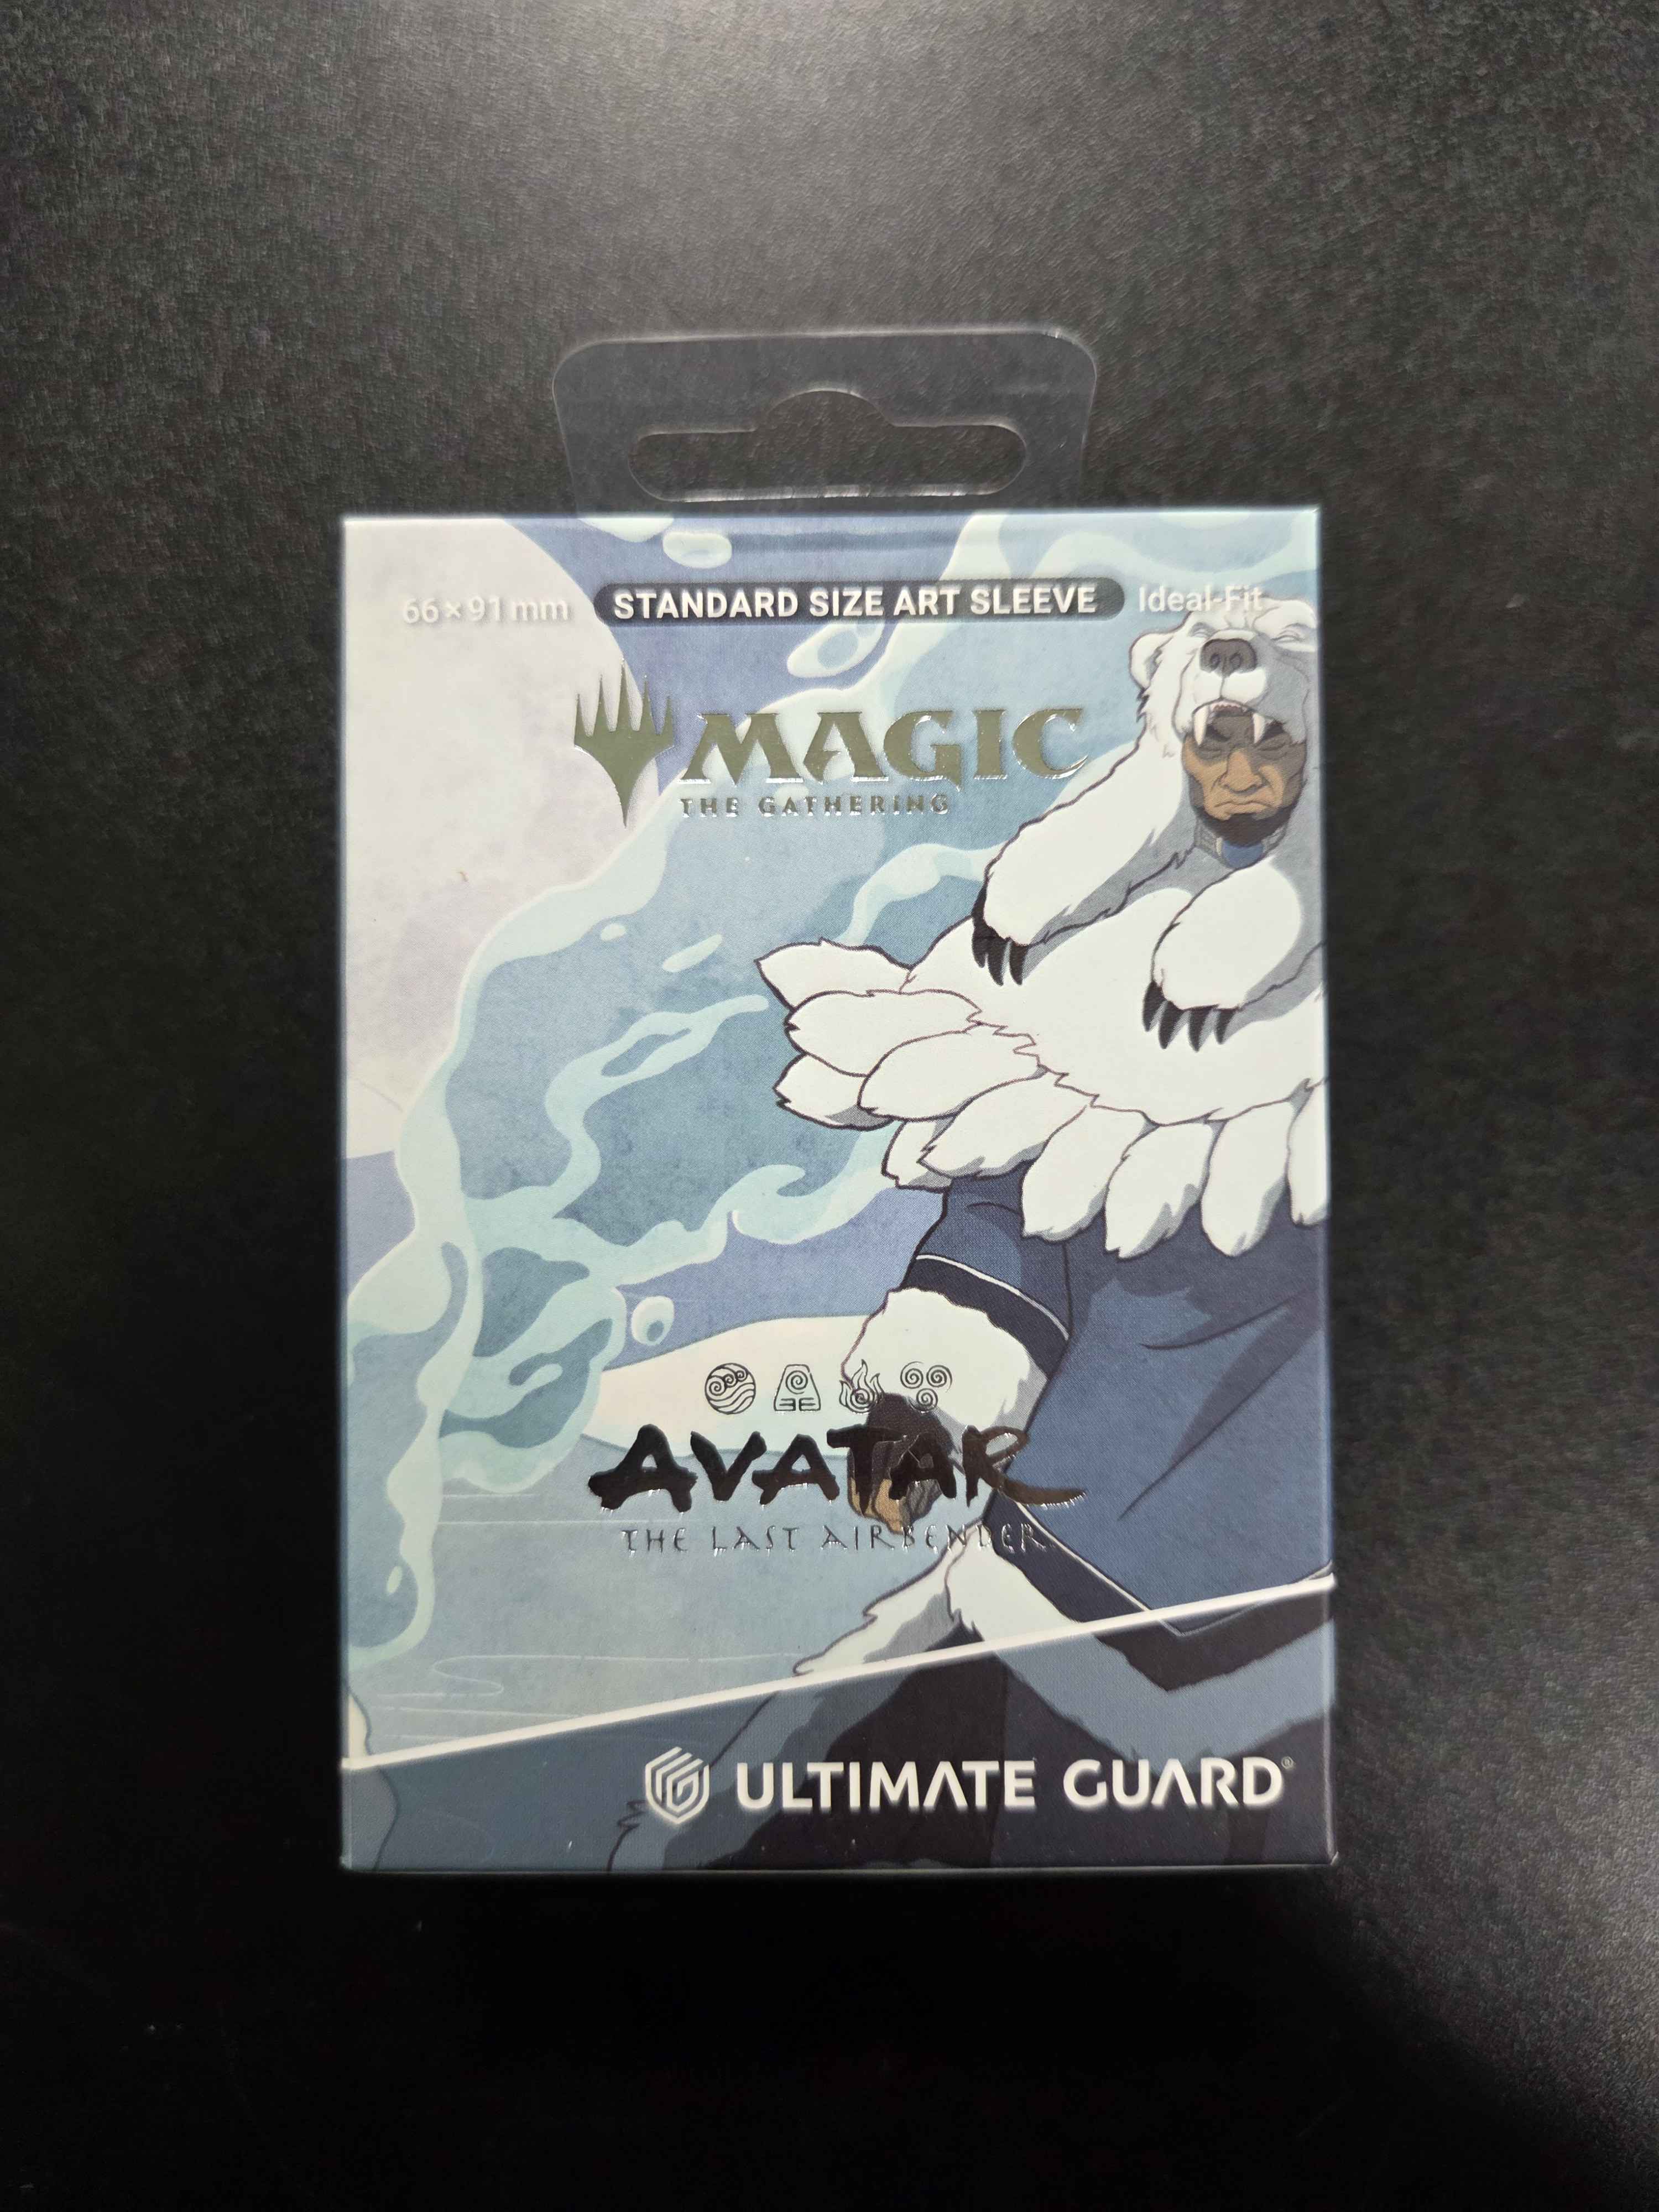 66×91 mm STANDARD SIZE ART SLEEVE Ideal-Fit
MAGIC
THE GATHERING
AVATAR
THE LAST AIRBENDER
ULTIMATE GUARD®